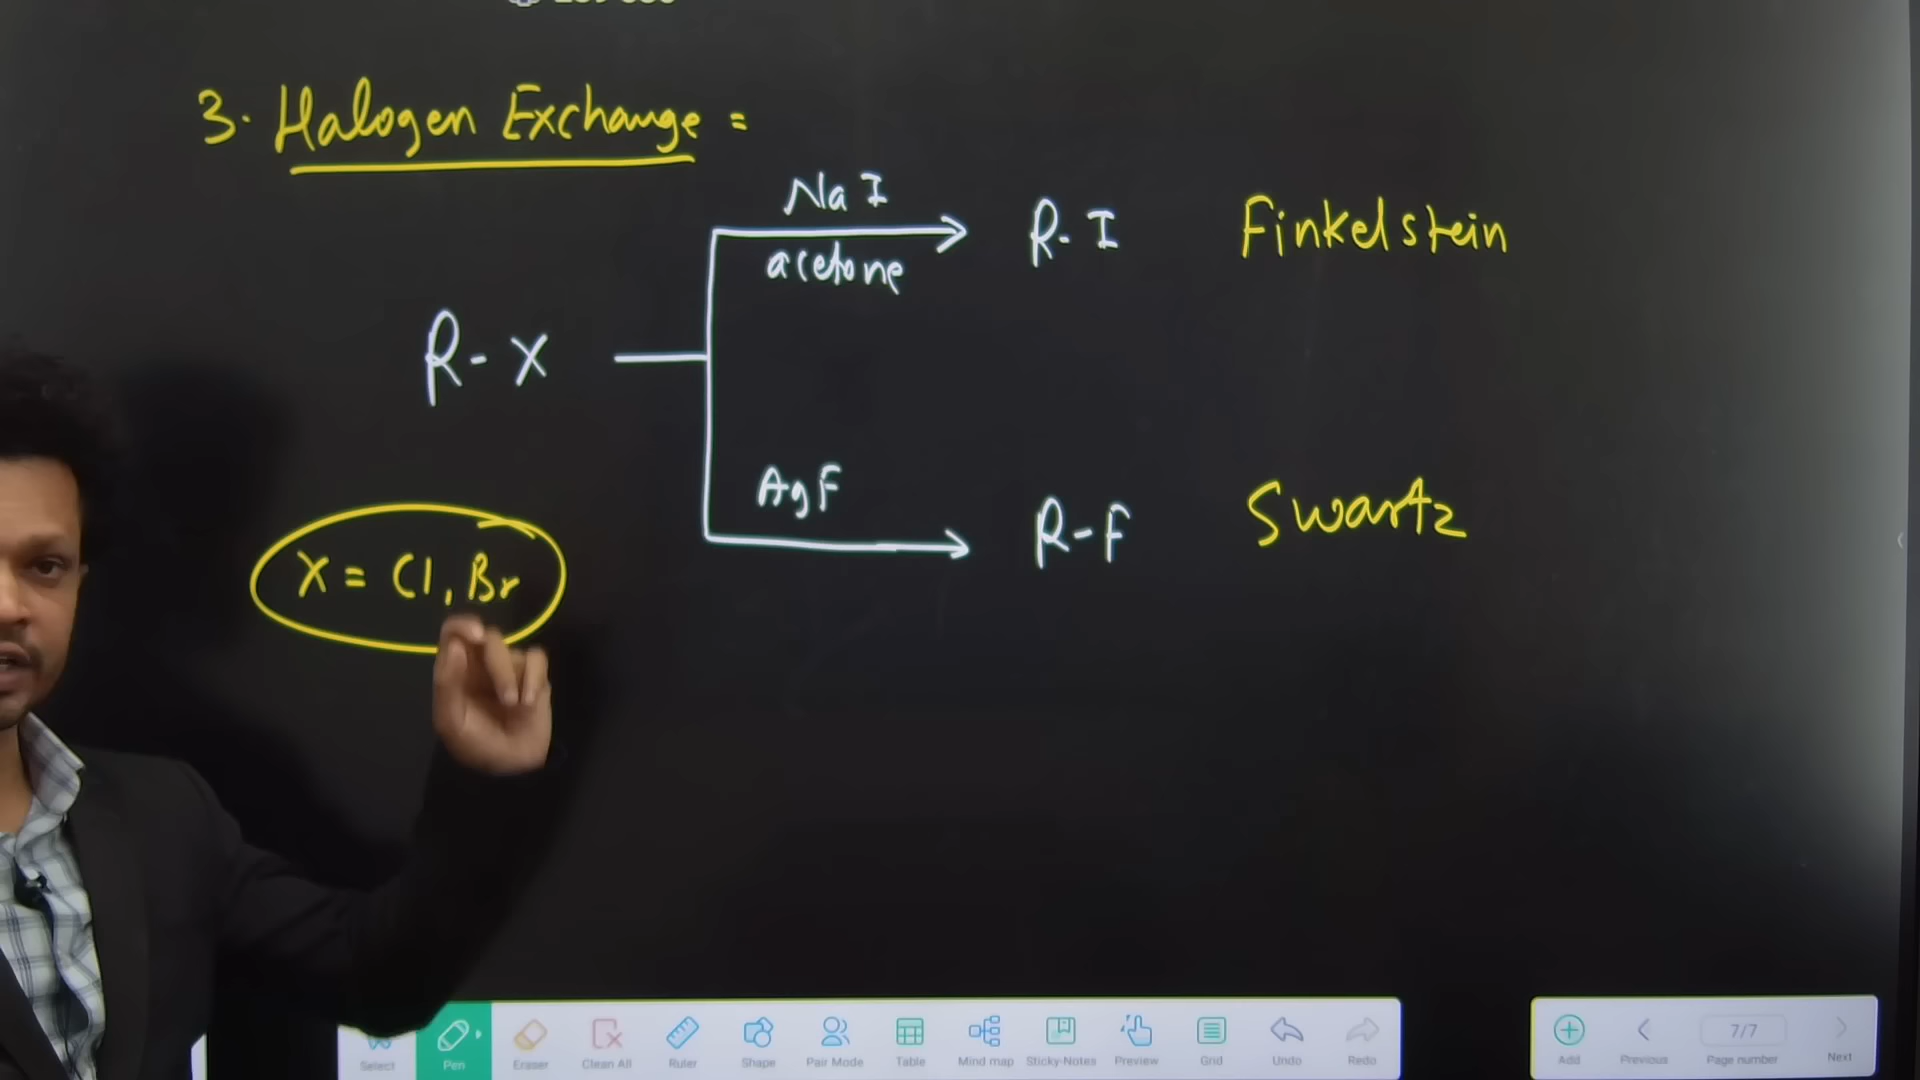 3. Halogen Exchange =
NaI
acetone
R-I
Finkelstein
R-X
AgF
R-F
Swartz
X = Cl, Br
Select
Pen
Eraser
Clean All
Ruler
Shape
Pair Mode
Table
Mind map
Sticky-Notes
Preview
Grid
Undo
Redo
Add
Previous
7/7
Page number
Next